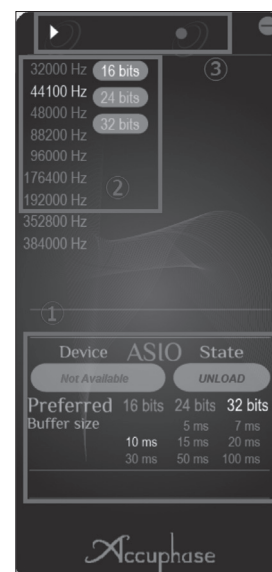 ③
32000 Hz 16 bits
44100 Hz 24 bits
48000 Hz 32 bits
88200 Hz
96000 Hz
176400 Hz
②
192000 Hz
352800 Hz
384000 Hz
①
Device ASIO State
Not Available UNLOAD
Preferred 16 bits 24 bits 32 bits
Buffer size
5 ms 7 ms
10 ms 15 ms 20 ms
30 ms 50 ms 100 ms
Accuphase